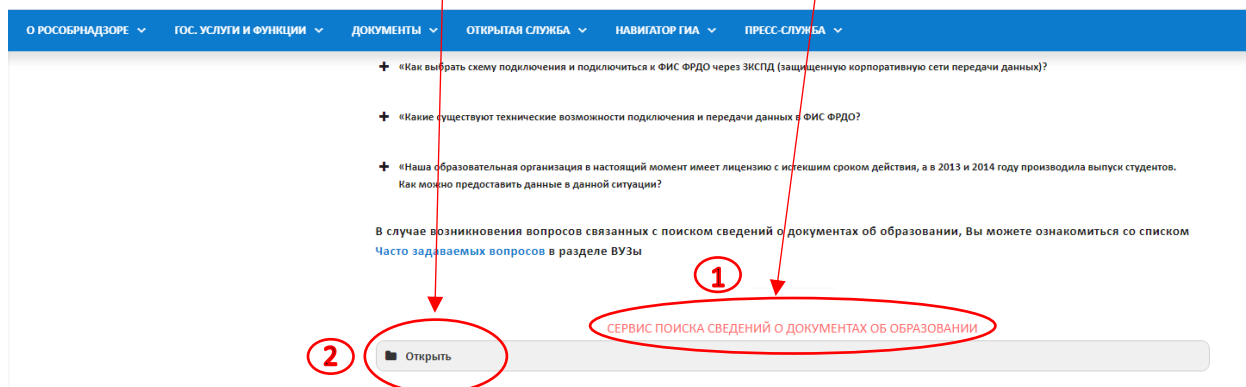 О РОСОБРНАДЗОРЕ ГОС. УСЛУГИ И ФУНКЦИИ ДОКУМЕНТЫ ОТКРЫТАЯ СЛУЖБА НАВИГАТОР ГИА ПРЕСС-СЛУЖБА
«Как выбрать схему подключения и подключиться к ФИС ФРДО через ЗКСПД (защищенную корпоративную сети передачи данных)?
«Какие существуют технические возможности подключения и передачи данных в ФИС ФРДО?
«Наша образовательная организация в настоящий момент имеет лицензию с истекшим сроком действия, а в 2013 и 2014 году производила выпуск студентов.
Как можно предоставить данные в данной ситуации?
В случае возникновения вопросов связанных с поиском сведений о документах об образовании, Вы можете ознакомиться со списком
Часто задаваемых вопросов в разделе ВУЗы
1
СЕРВИС ПОИСКА СВЕДЕНИЙ О ДОКУМЕНТАХ ОБ ОБРАЗОВАНИИ
2 Открыть